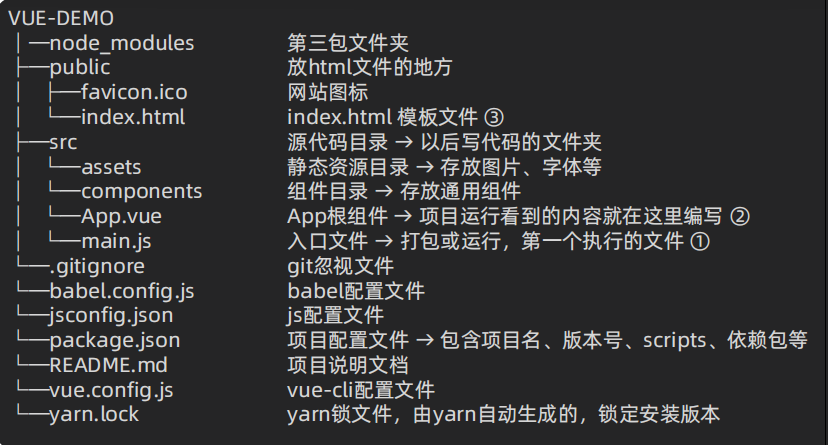 VUE-DEMO
│─node_modules 第三包文件夹
├─public 放html文件的地方
│ ├─favicon.ico 网站图标
│ └─index.html index.html 模板文件 ③
├─src 源代码目录 → 以后写代码的文件夹
│ └─assets 静态资源目录 → 存放图片、字体等
│ └─components 组件目录 → 存放通用组件
│ └─App.vue App根组件 → 项目运行看到的内容就在这里编写 ②
│ └─main.js 入口文件 → 打包或运行，第一个执行的文件 ①
└─.gitignore git忽视文件
└─babel.config.js babel配置文件
└─jsconfig.json js配置文件
└─package.json 项目配置文件 → 包含项目名、版本号、scripts、依赖包等
└─README.md 项目说明文档
└─vue.config.js vue-cli配置文件
└─yarn.lock yarn锁文件，由yarn自动生成的，锁定安装版本